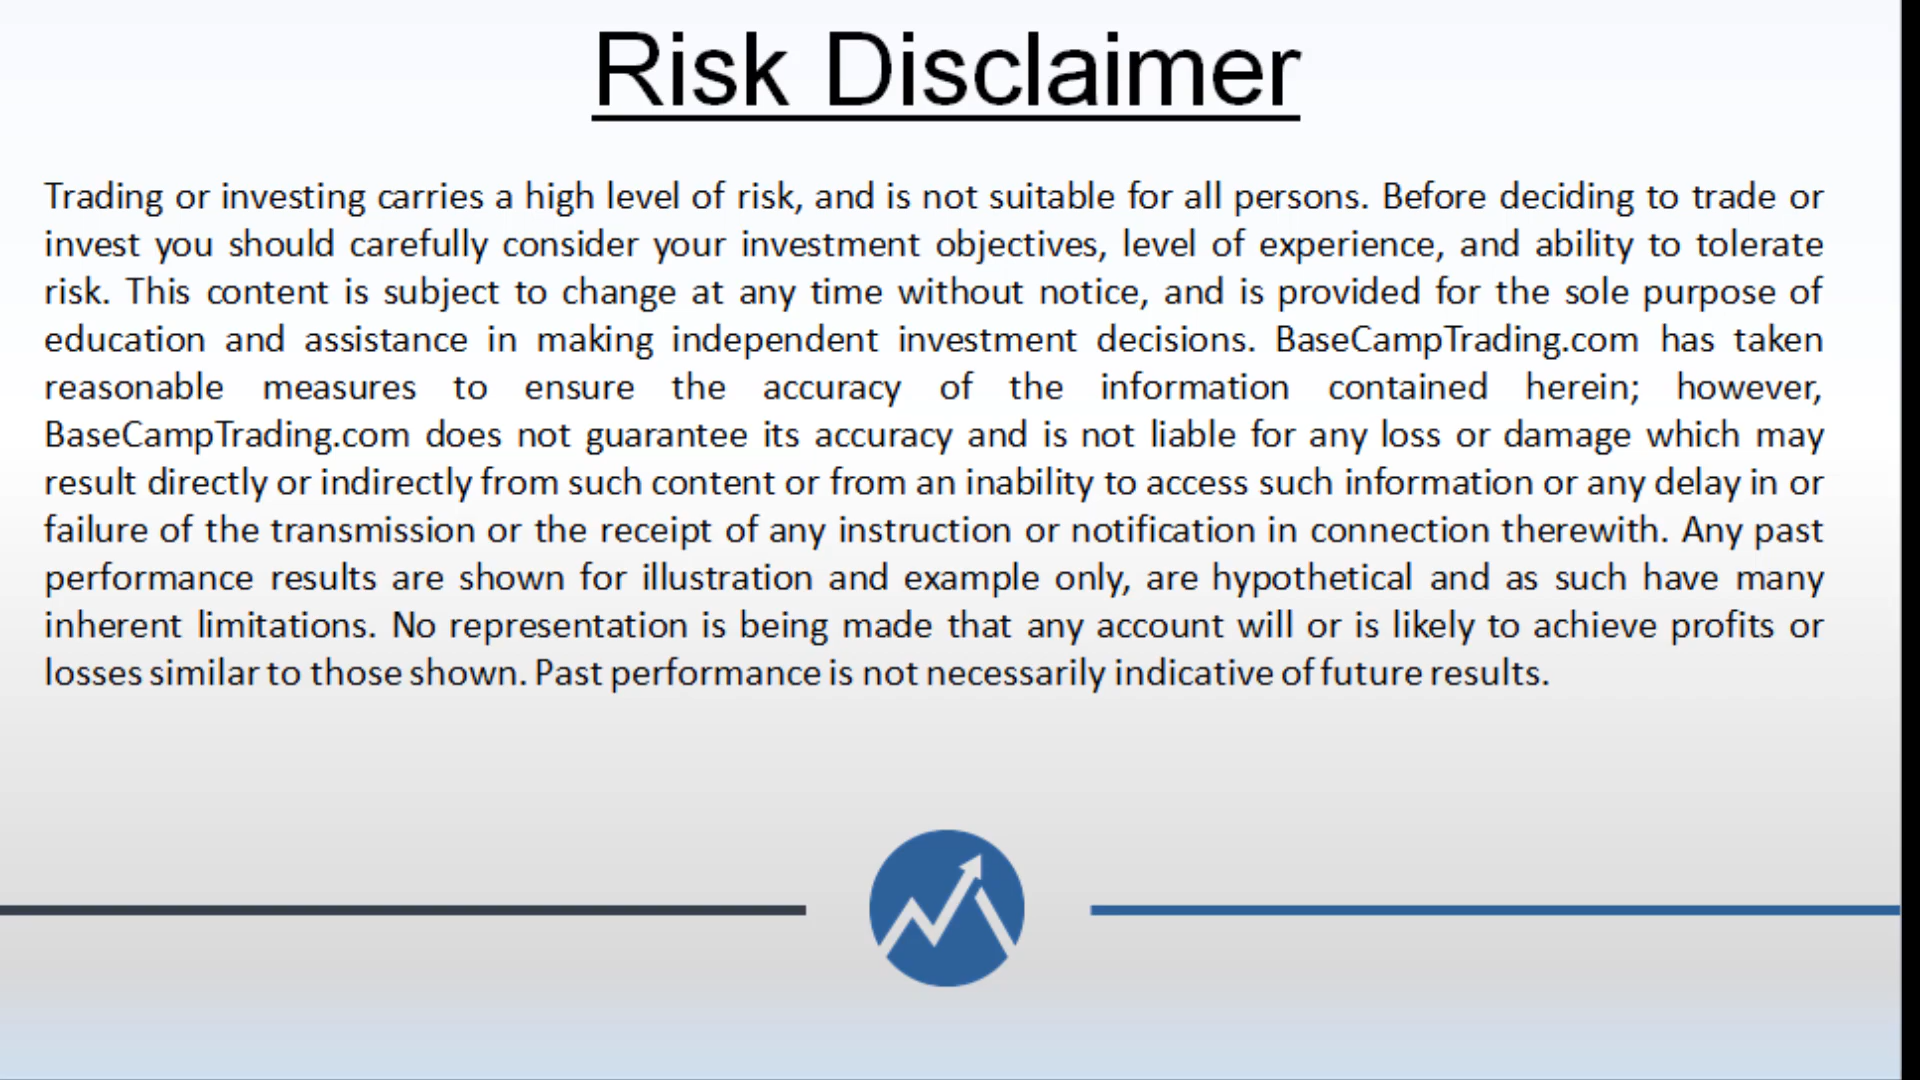 Risk Disclaimer
Trading or investing carries a high level of risk, and is not suitable for all persons. Before deciding to trade or
invest you should carefully consider your investment objectives, level of experience, and ability to tolerate
risk. This content is subject to change at any time without notice, and is provided for the sole purpose of
education and assistance in making independent investment decisions. BaseCampTrading.com has taken
reasonable measures to ensure the accuracy of the information contained herein; however,
BaseCampTrading.com does not guarantee its accuracy and is not liable for any loss or damage which may
result directly or indirectly from such content or from an inability to access such information or any delay in or
failure of the transmission or the receipt of any instruction or notification in connection therewith. Any past
performance results are shown for illustration and example only, are hypothetical and as such have many
inherent limitations. No representation is being made that any account will or is likely to achieve profits or
losses similar to those shown. Past performance is not necessarily indicative of future results.